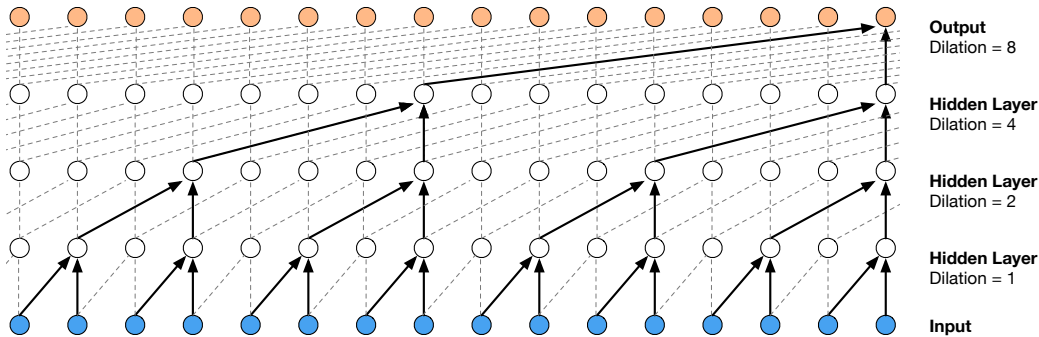 Output
Dilation = 8
Hidden Layer
Dilation = 4
Hidden Layer
Dilation = 2
Hidden Layer
Dilation = 1
Input